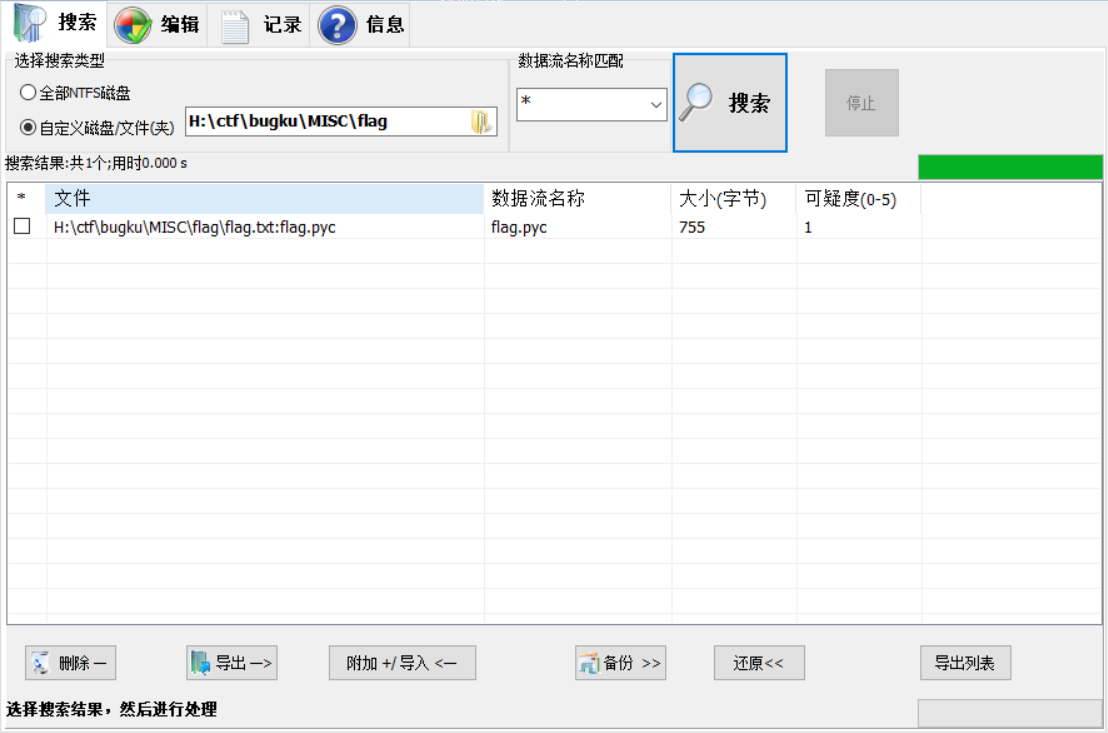 搜索 编辑 记录 信息
选择搜索类型 数据流名称匹配
全部NTFS磁盘
自定义磁盘/文件(夹) H:\ctf\bugku\MISC\flag * 搜索 停止
搜索结果:共1个;用时0.000 s
* 文件 数据流名称 大小(字节) 可疑度(0-5)
H:\ctf\bugku\MISC\flag\flag.txt:flag.pyc flag.pyc 755 1
删除 — 导出 —> 附加 +/导入 <— 备份 >> 还原<< 导出列表
选择搜索结果，然后进行处理